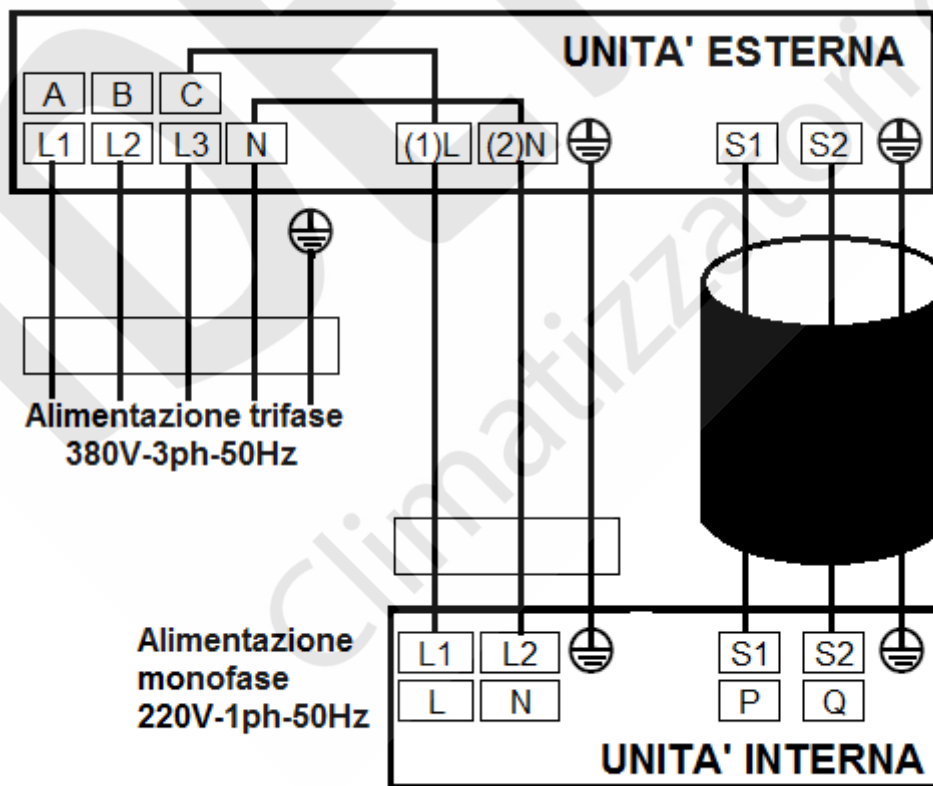 UNITA' ESTERNA
A B C
L1 L2 L3 N (1)L (2)N S1 S2
Alimentazione trifase
380V-3ph-50Hz
Alimentazione
monofase
220V-1ph-50Hz
L1 L2 S1 S2
L N P Q
UNITA' INTERNA
Climatizzatori